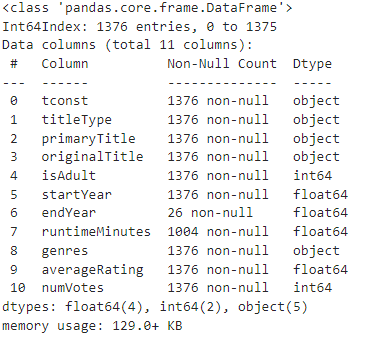 <class 'pandas.core.frame.DataFrame'>
Int64Index: 1376 entries, 0 to 1375
Data columns (total 11 columns):
 #   Column          Non-Null Count  Dtype
---  ------          --------------  -----
 0   tconst          1376 non-null   object
 1   titleType       1376 non-null   object
 2   primaryTitle    1376 non-null   object
 3   originalTitle   1376 non-null   object
 4   isAdult         1376 non-null   int64
 5   startYear       1376 non-null   float64
 6   endYear         26 non-null     float64
 7   runtimeMinutes  1004 non-null   float64
 8   genres          1376 non-null   object
 9   averageRating   1376 non-null   float64
 10  numVotes        1376 non-null   int64
dtypes: float64(4), int64(2), object(5)
memory usage: 129.0+ KB